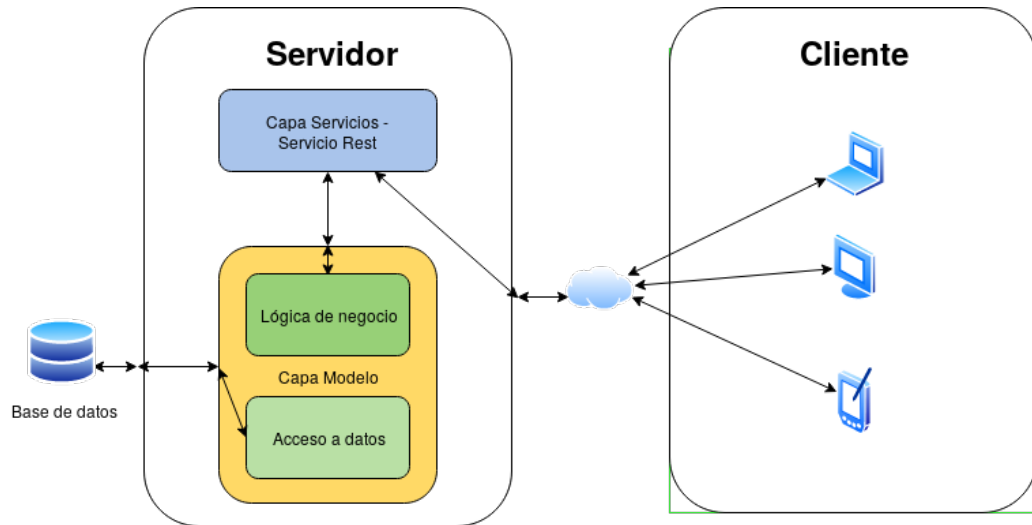 Servidor
Cliente
Capa Servicios -
Servicio Rest
Lógica de negocio
Capa Modelo
Acceso a datos
Base de datos